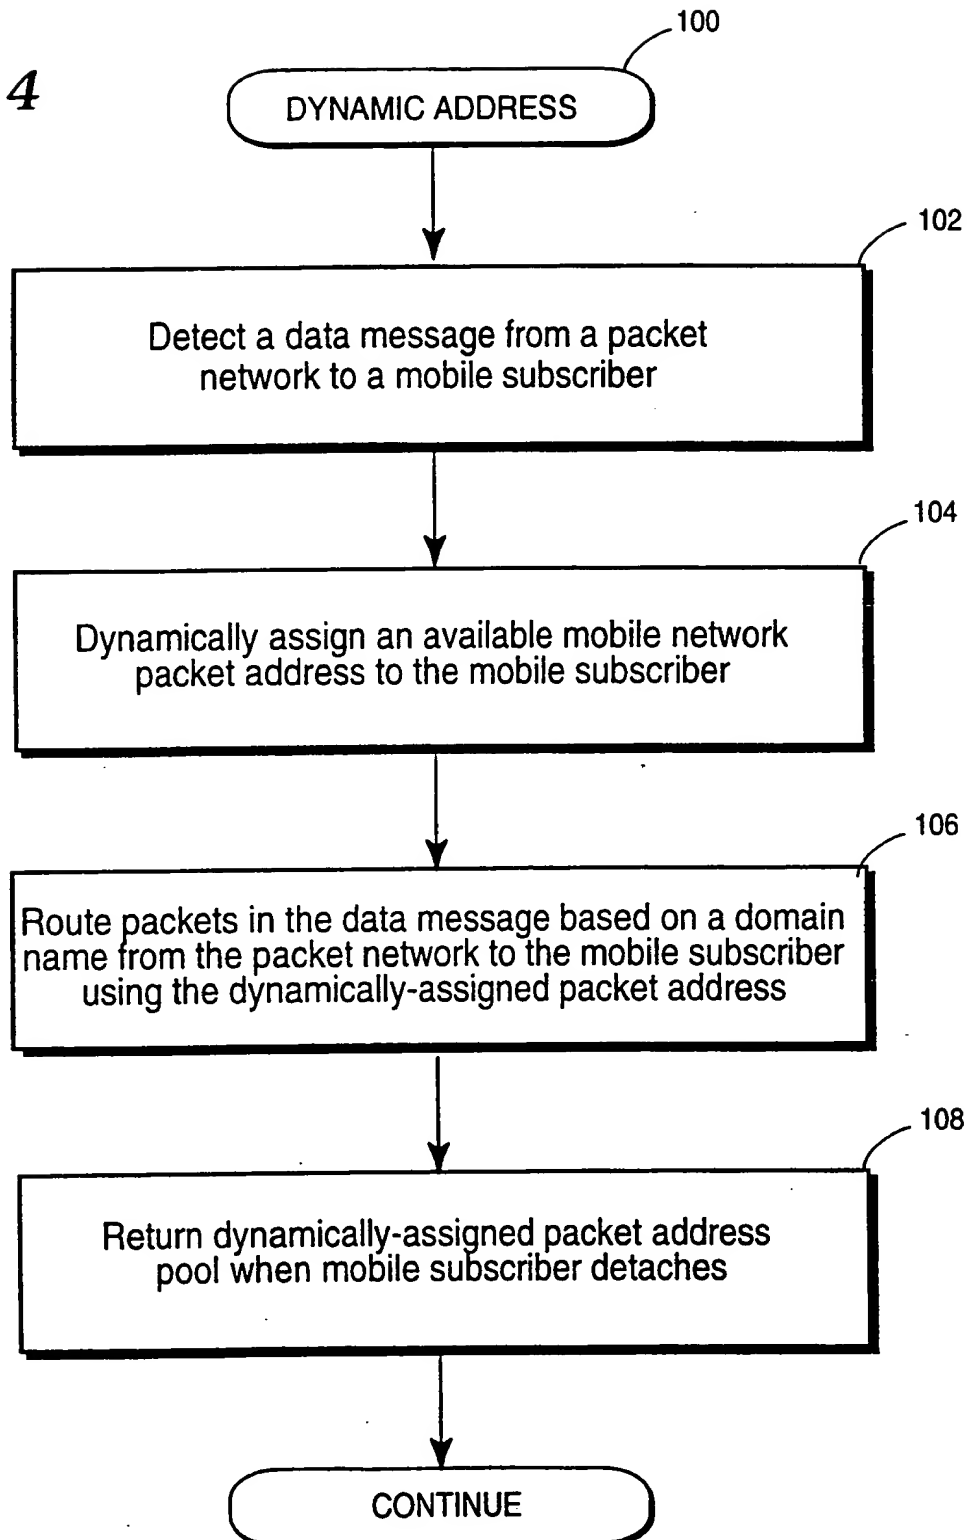 100
4
DYNAMIC ADDRESS
102
Detect a data message from a packet
network to a mobile subscriber
104
Dynamically assign an available mobile network
packet address to the mobile subscriber
106
Route packets in the data message based on a domain
name from the packet network to the mobile subscriber
using the dynamically-assigned packet address
108
Return dynamically-assigned packet address
pool when mobile subscriber detaches
CONTINUE